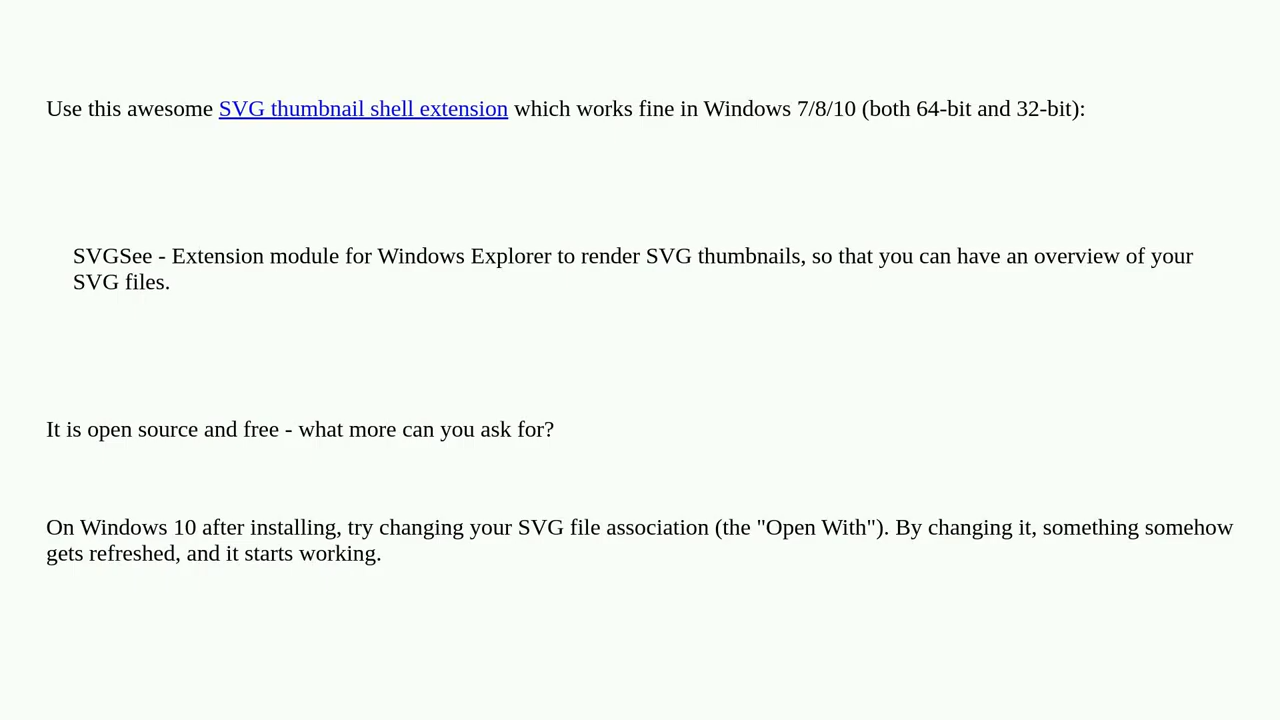 Use this awesome SVG thumbnail shell extension which works fine in Windows 7/8/10 (both 64-bit and 32-bit):
SVGSee - Extension module for Windows Explorer to render SVG thumbnails, so that you can have an overview of your
SVG files.
It is open source and free - what more can you ask for?
On Windows 10 after installing, try changing your SVG file association (the "Open With"). By changing it, something somehow
gets refreshed, and it starts working.